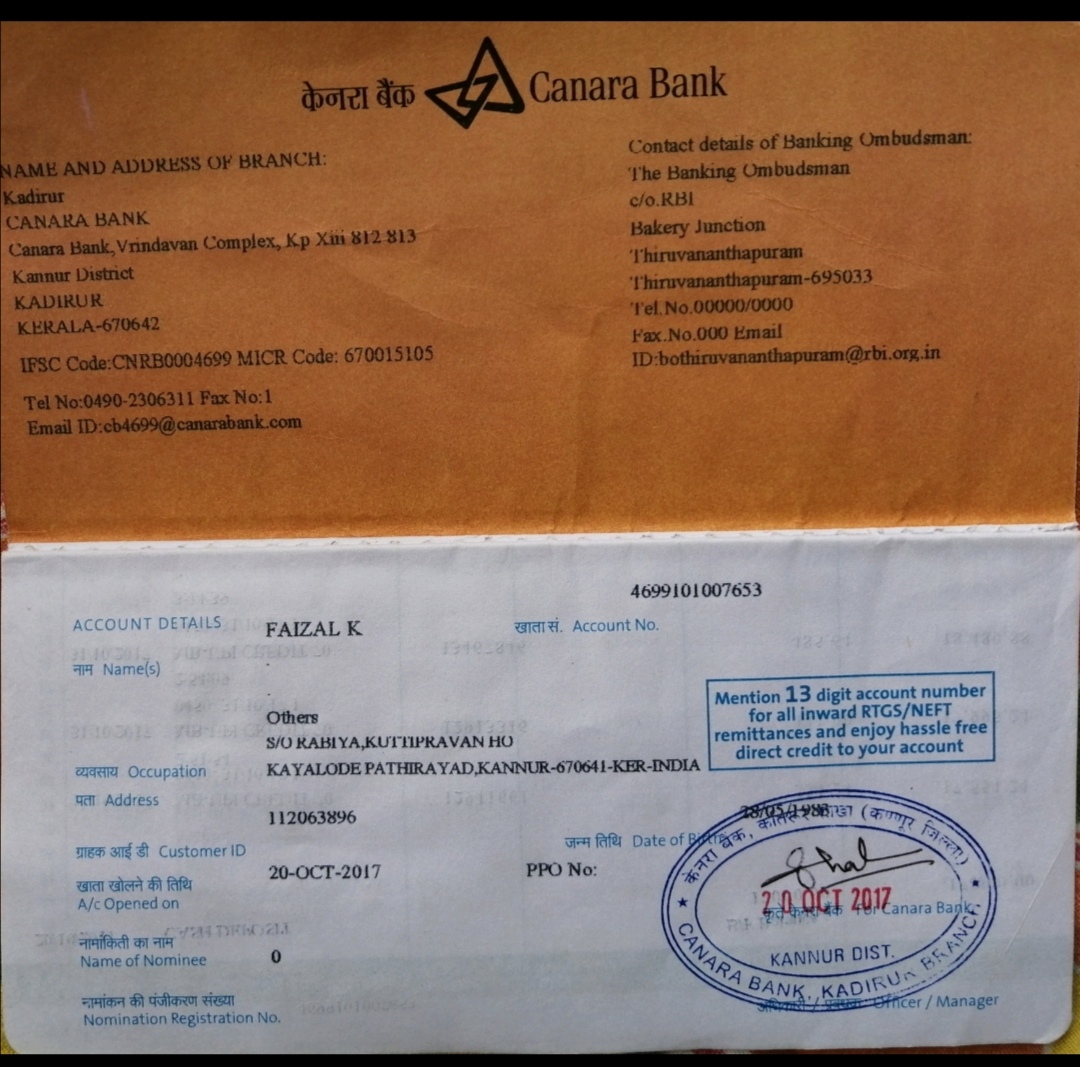 केनरा बैंक Canara Bank
NAME AND ADDRESS OF BRANCH:
Kadirur
CANARA BANK
Canara Bank,Vrindavan Complex, Kp Xiii 812 813
Kannur District
KADIRUR
KERALA-670642
IFSC Code:CNRB0004699 MICR Code: 670015105
Tel No:0490-2306311 Fax No:1
Email ID:cb4699@canarabank.com
Contact details of Banking Ombudsman:
The Banking Ombudsman
c/o.RBI
Bakery Junction
Thiruvananthapuram
Thiruvananthapuram-695033
Tel.No.00000/0000
Fax.No.000 Email
ID:bothiruvananthapuram@rbi.org.in
4699101007653
ACCOUNT DETAILS FAIZAL K खाता सं. Account No.
नाम Name(s)
Mention 13 digit account number
for all inward RTGS/NEFT
remittances and enjoy hassle free
direct credit to your account
Others
S/O RABIYA,KUTTIPRAVAN HO
व्यवसाय Occupation KAYALODE PATHIRAYAD,KANNUR-670641-KER-INDIA
पता Address
112063896
जन्म तिथि Date of Birth
ग्राहक आई डी Customer ID
20-OCT-2017 PPO No:
खाता खोलने की तिथि
A/c Opened on
नामांकिती का नाम
Name of Nominee 0
नामांकन की पंजीकरण संख्या
Nomination Registration No.
केनरा बैंक, शाखा (कण्णूर जिल्ला)
20 OCT 2017
कृते केनरा बैंक For Canara Bank
KANNUR DIST.
CANARA BANK, KADIRUR BRANCH
अधिकारी / प्रबंधक Officer / Manager